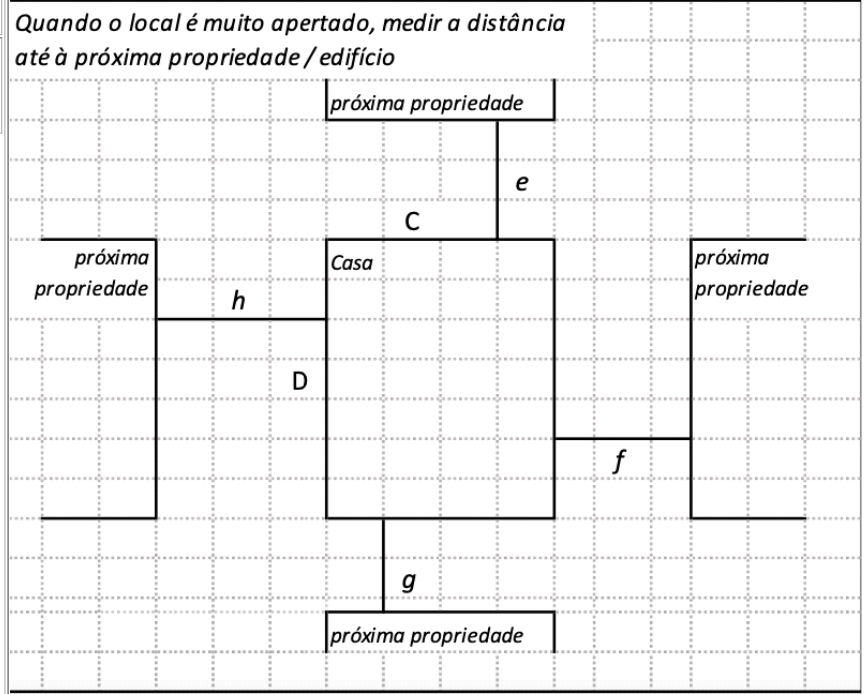 Quando o local é muito apertado, medir a distância
até à próxima propriedade / edifício
próxima propriedade
e
C
próxima
propriedade
Casa
próxima
propriedade
h
D
f
g
próxima propriedade